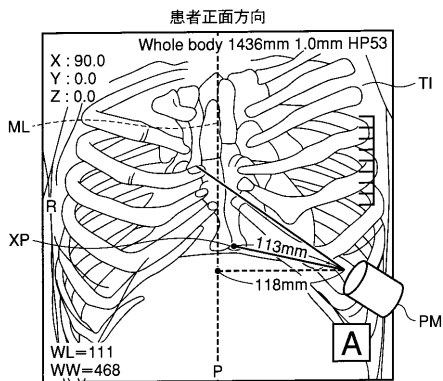 患者正面方向
Whole body 1436mm 1.0mm HP53
X : 90.0
Y : 0.0
Z : 0.0
TI
ML
R
XP
113mm
118mm
PM
A
WL=111
WW=468
P